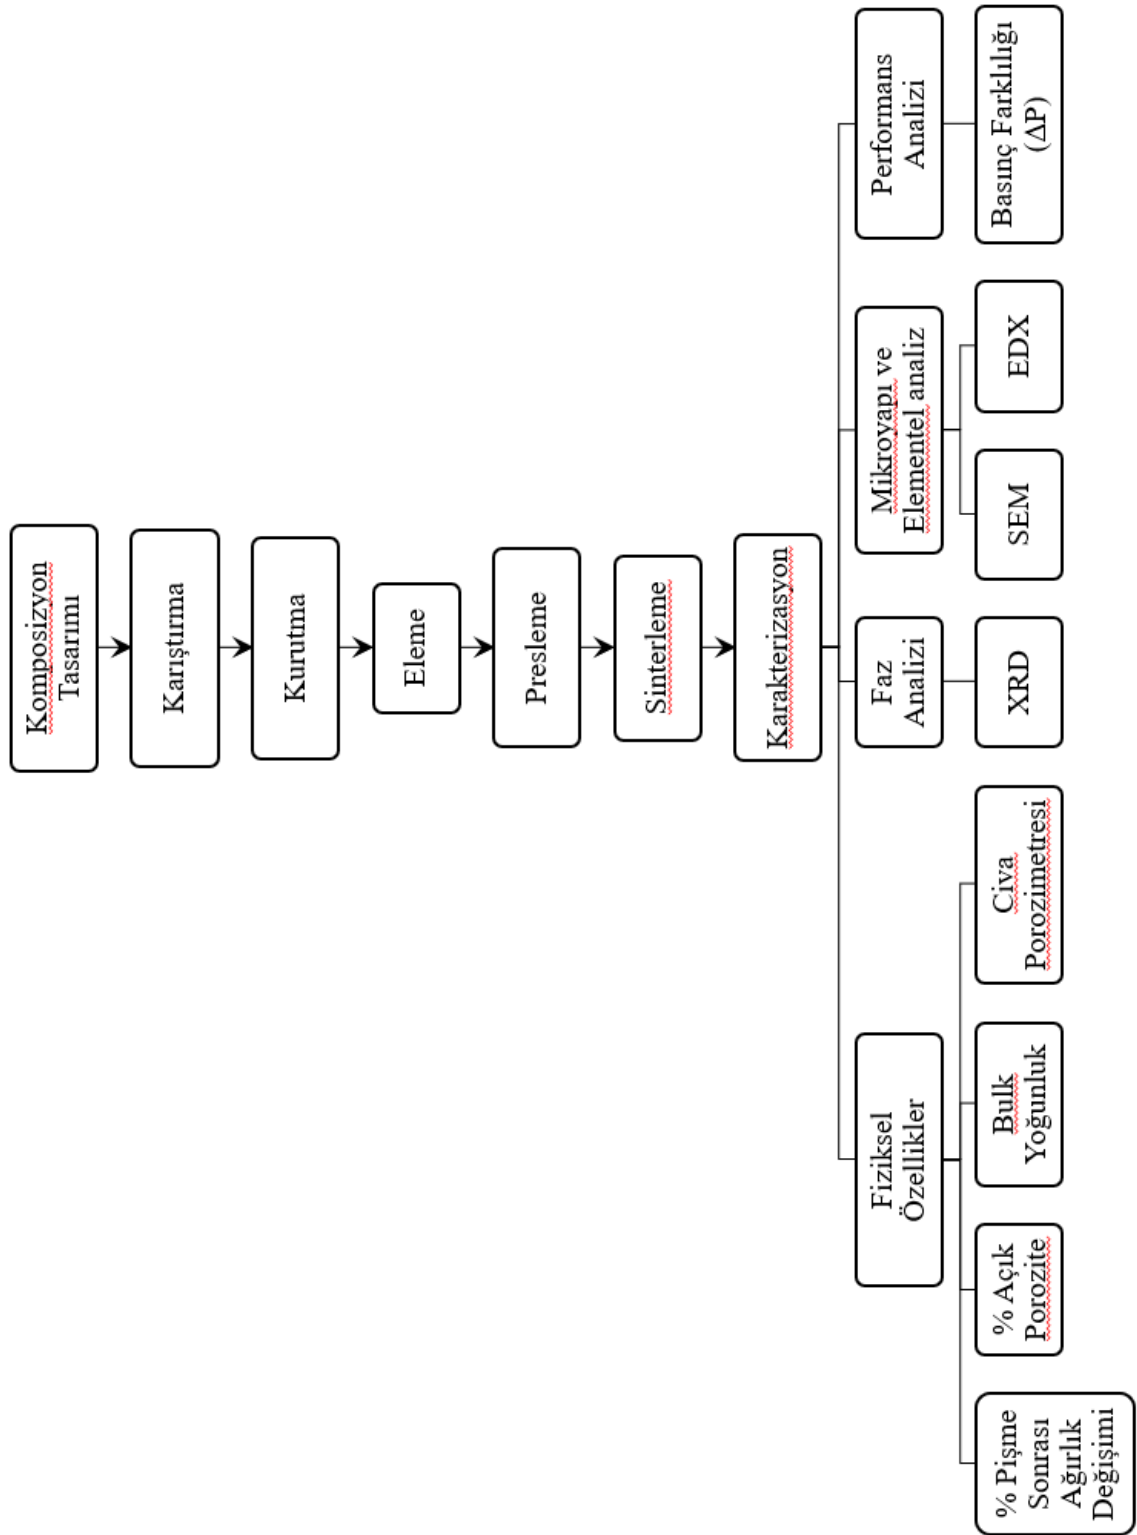 Komposizyon
Tasarımı
Karıştırma
Kurutma
Eleme
Presleme
Sinterleme
Karakterizasyon
Fiziksel
Özellikler
Faz
Analizi
Mikroyapı ve
Elementel analiz
Performans
Analizi
% Pişme
Sonrası
Ağırlık
Değişimi
% Açık
Porozite
Bulk
Yoğunluk
Civa
Porozimetresi
XRD
SEM
EDX
Basınç Farklılığı
(ΔP)